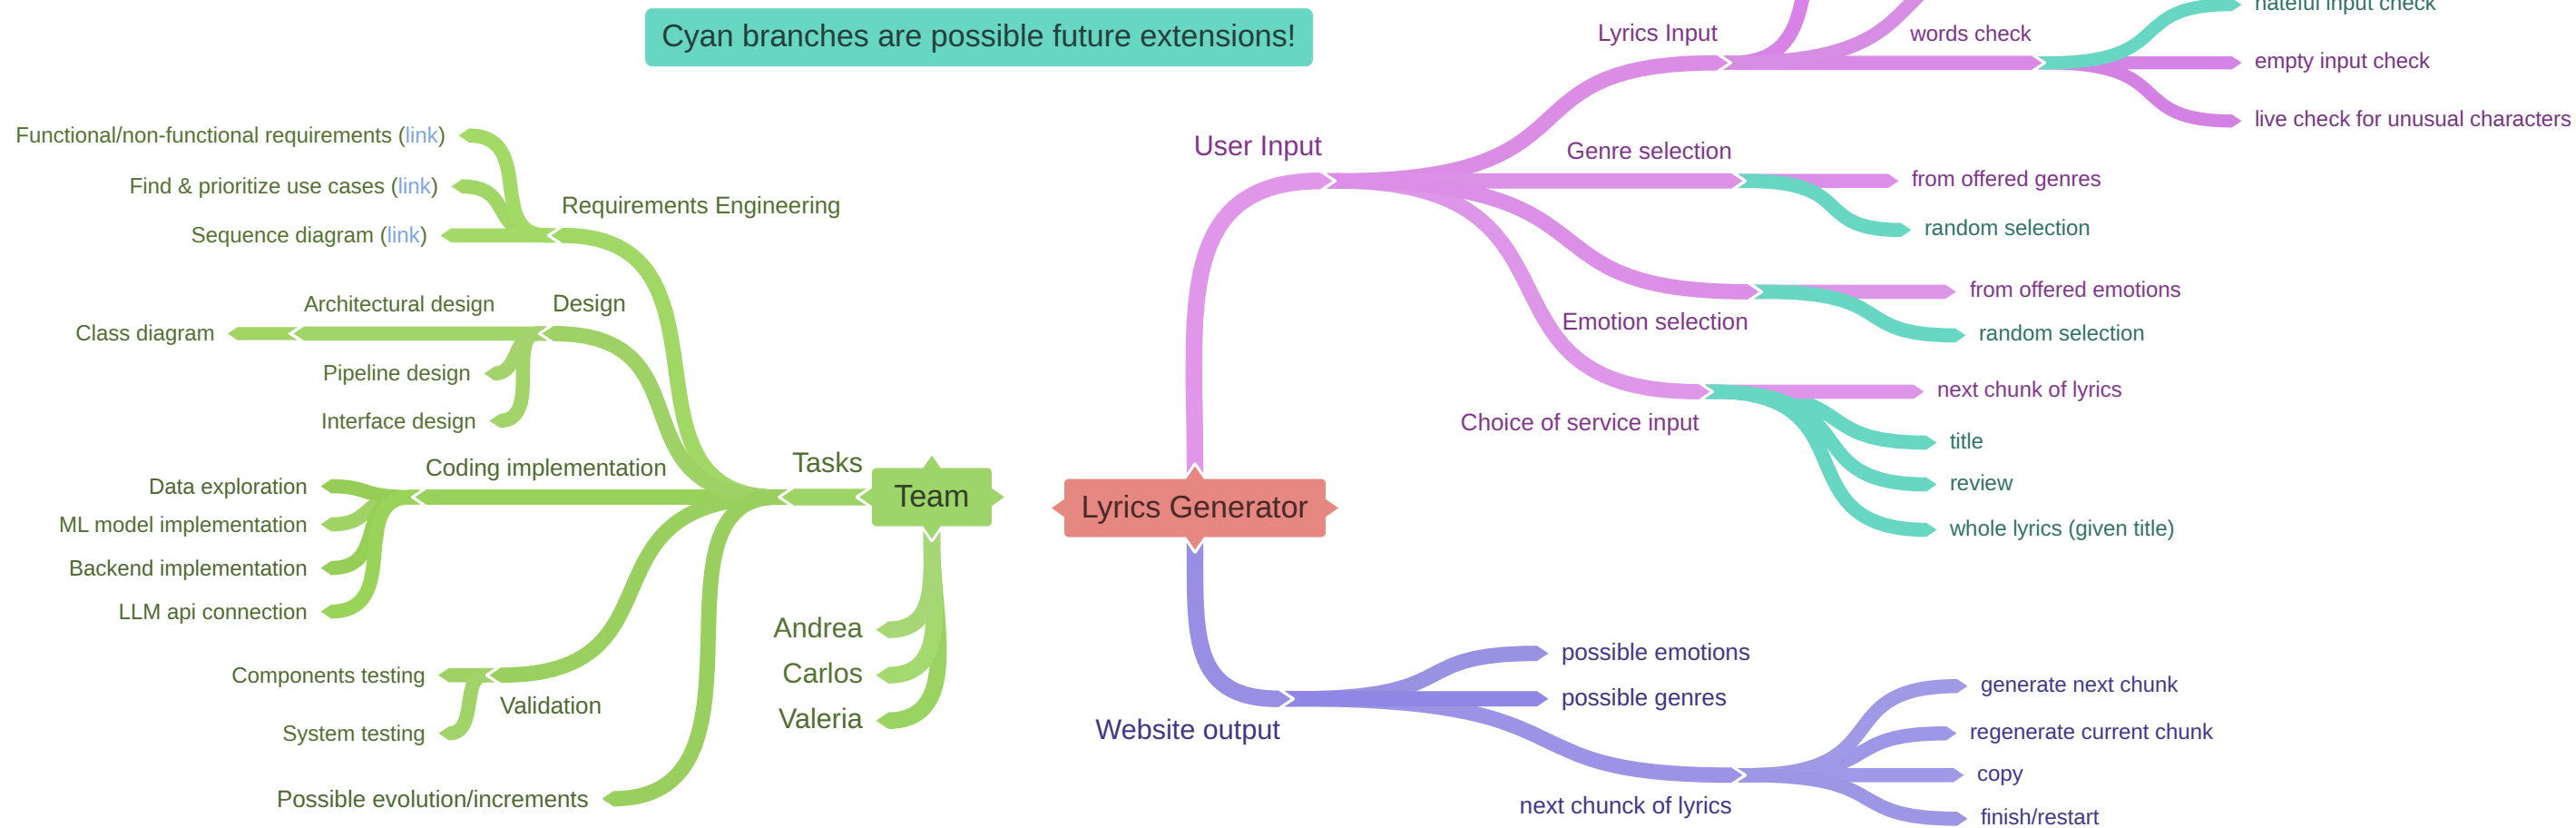 Cyan branches are possible future extensions!
Functional/non-functional requirements (link)
Find & prioritize use cases (link)
Sequence diagram (link)
Requirements Engineering
Architectural design
Design
Class diagram
Pipeline design
Interface design
Coding implementation
Data exploration
ML model implementation
Backend implementation
LLM api connection
Tasks
Team
Components testing
System testing
Validation
Possible evolution/increments
Andrea
Carlos
Valeria
Lyrics Generator
User Input
Lyrics Input
words check
hateful input check
empty input check
live check for unusual characters
Genre selection
from offered genres
random selection
Emotion selection
from offered emotions
random selection
Choice of service input
next chunk of lyrics
title
review
whole lyrics (given title)
Website output
possible emotions
possible genres
next chunck of lyrics
generate next chunk
regenerate current chunk
copy
finish/restart